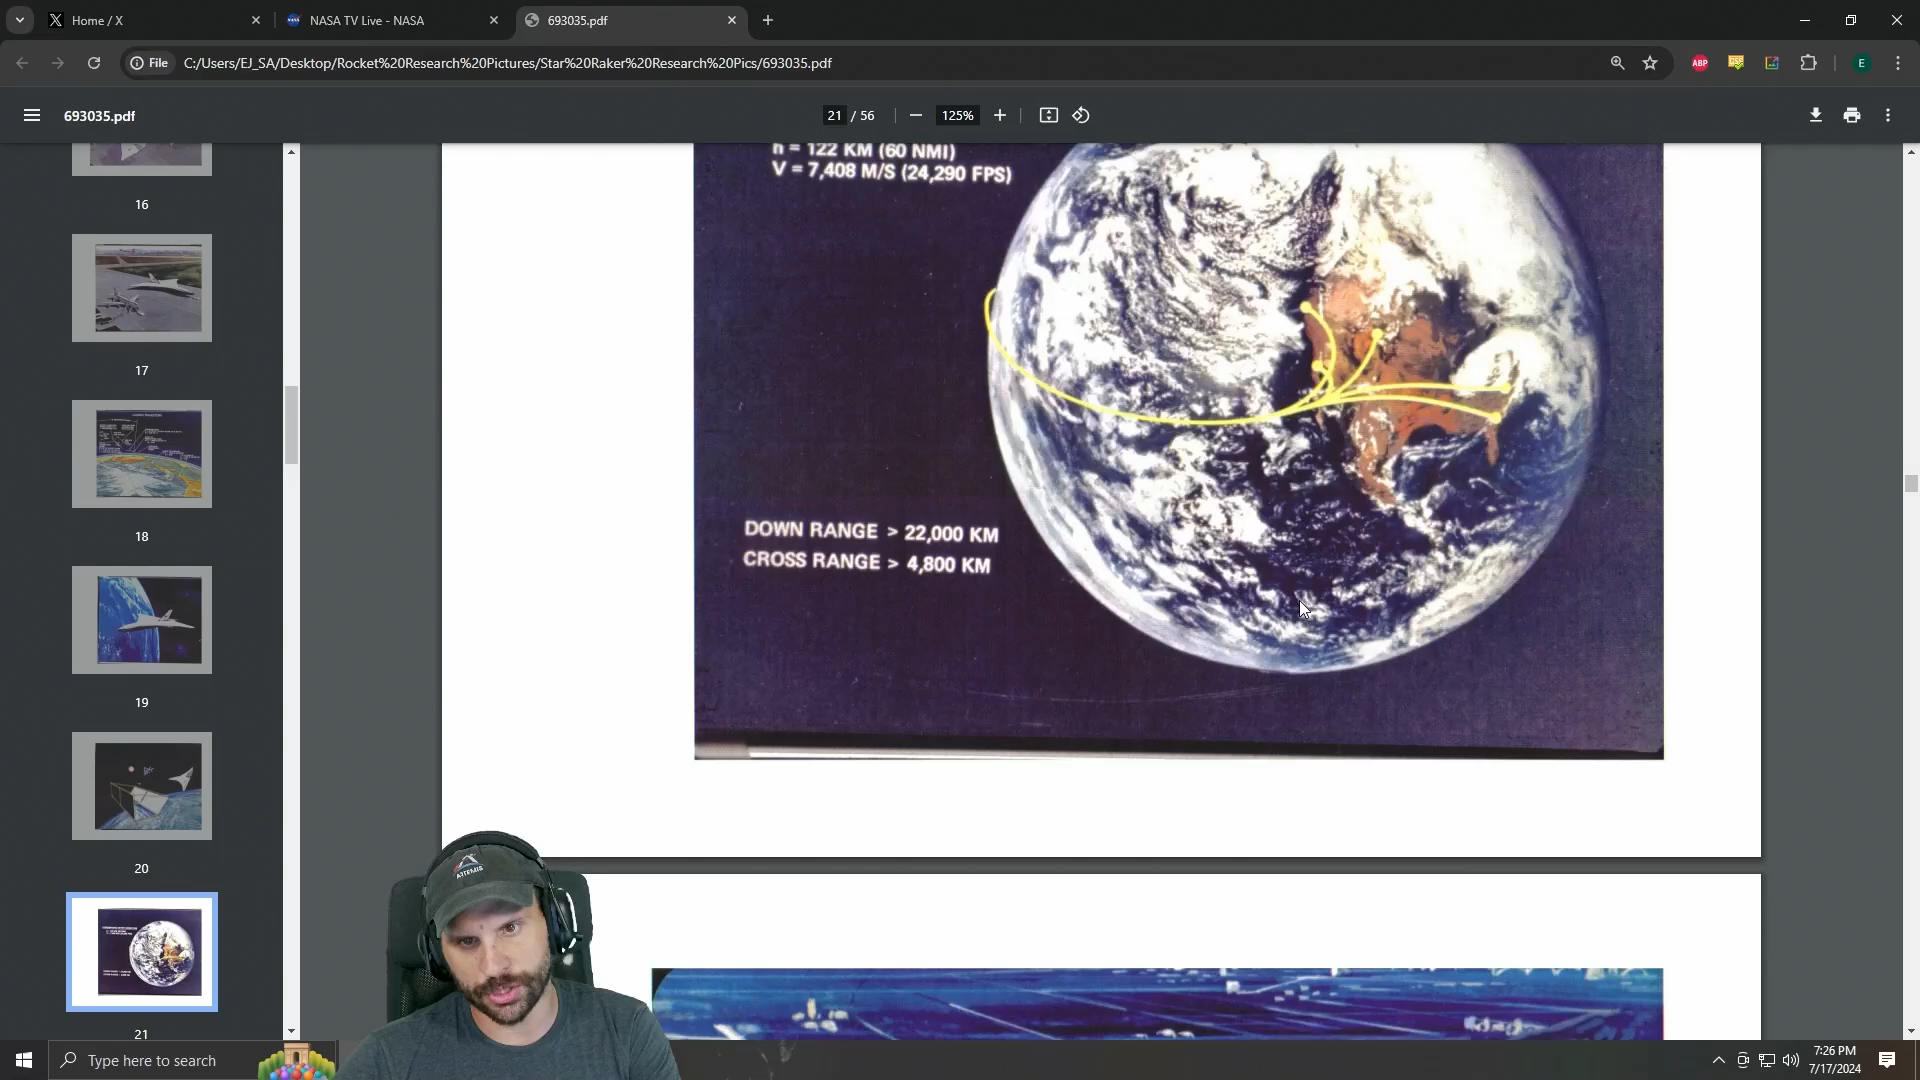 Home / X
NASA TV Live - NASA
693035.pdf
File
C:/Users/EJ_SA/Desktop/Rocket%20Research%20Pictures/Star%20Raker%20Research%20Pics/693035.pdf
ABP
E
693035.pdf
21 / 56
125%
16
17
18
19
20
21
h = 122 KM (60 NMI)
V = 7,408 M/S (24,290 FPS)
DOWN RANGE > 22,000 KM
CROSS RANGE > 4,800 KM
ARTEMIS
Type here to search
7:26 PM
7/17/2024